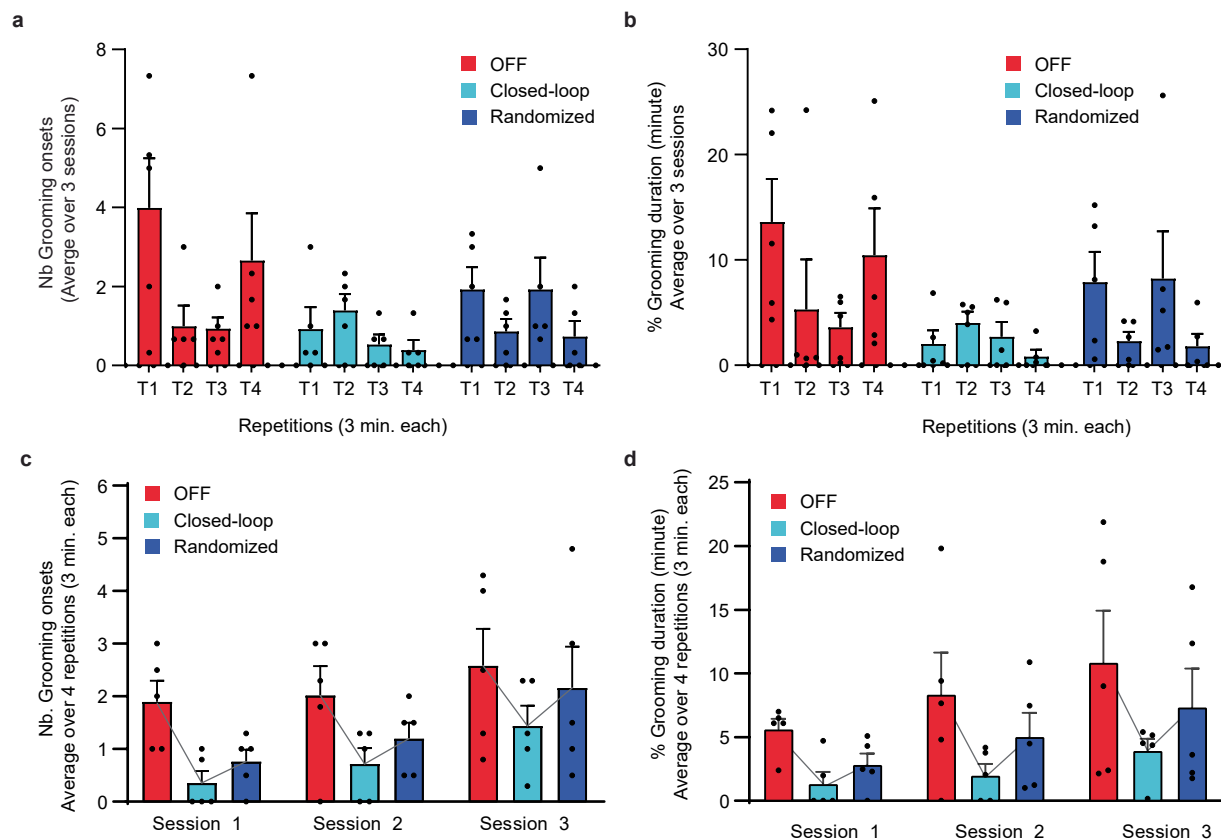 a
8
6
4
2
0
Nb Grooming onsets
(Averge over 3 sessions)
OFF
Closed-loop
Randomized
T1 T2 T3 T4 T1 T2 T3 T4 T1 T2 T3 T4
Repetitions (3 min. each)
b
30
20
10
0
% Grooming duration (minute)
Average over 3 sessions
OFF
Closed-loop
Randomized
T1 T2 T3 T4 T1 T2 T3 T4 T1 T2 T3 T4
Repetitions (3 min. each)
c
6
5
4
3
2
1
0
Nb. Grooming onsets
Average over 4 repetitions (3 min. each)
OFF
Closed-loop
Randomized
Session 1 Session 2 Session 3
d
25
20
15
10
5
0
% Grooming duration (minute)
Average over 4 repetitions (3 min. each)
OFF
Closed-loop
Randomized
Session 1 Session 2 Session 3